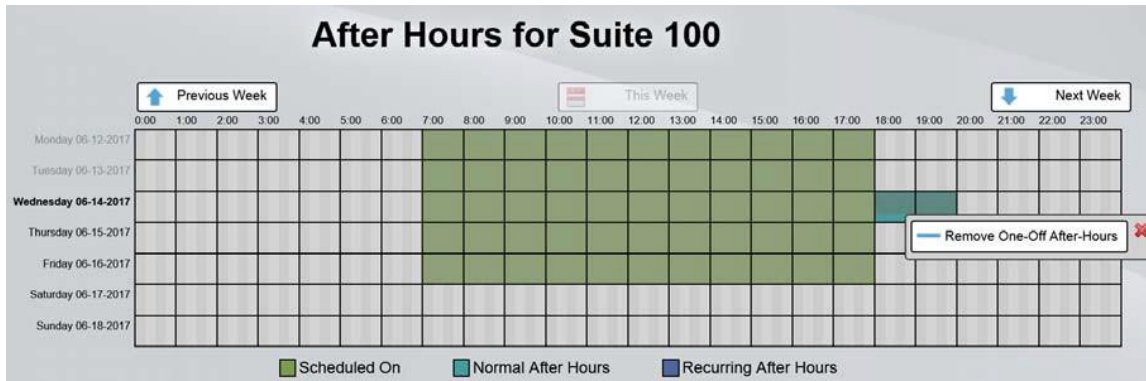 After Hours for Suite 100
Previous Week This Week Next Week
0:00 1:00 2:00 3:00 4:00 5:00 6:00 7:00 8:00 9:00 10:00 11:00 12:00 13:00 14:00 15:00 16:00 17:00 18:00 19:00 20:00 21:00 22:00 23:00
Monday 06-12-2017
Tuesday 06-13-2017
Wednesday 06-14-2017
Thursday 06-15-2017
Remove One-Off After-Hours
Friday 06-16-2017
Saturday 06-17-2017
Sunday 06-18-2017
Scheduled On Normal After Hours Recurring After Hours